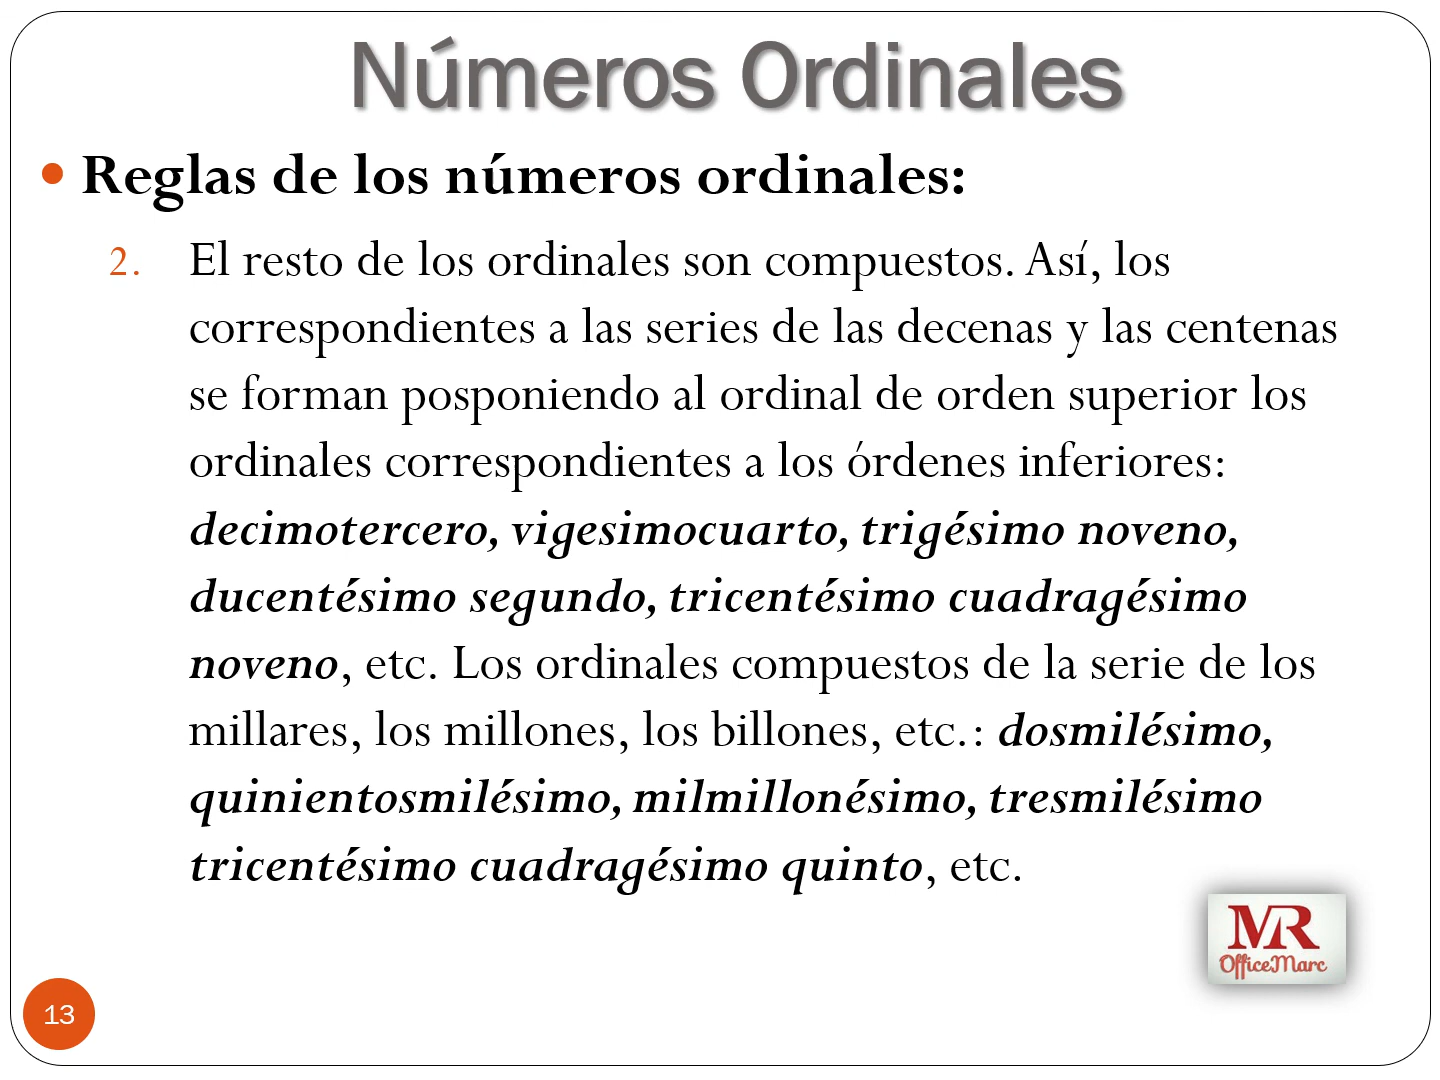 Números Ordinales
• Reglas de los números ordinales:
2. El resto de los ordinales son compuestos. Así, los
correspondientes a las series de las decenas y las centenas
se forman posponiendo al ordinal de orden superior los
ordinales correspondientes a los órdenes inferiores:
decimotercero, vigesimocuarto, trigésimo noveno,
ducentésimo segundo, tricentésimo cuadragésimo
noveno, etc. Los ordinales compuestos de la serie de los
millares, los millones, los billones, etc.: dosmilésimo,
quinientosmilésimo, milmillonésimo, tresmilésimo
tricentésimo cuadragésimo quinto, etc.
MR
OfficeMarc
13